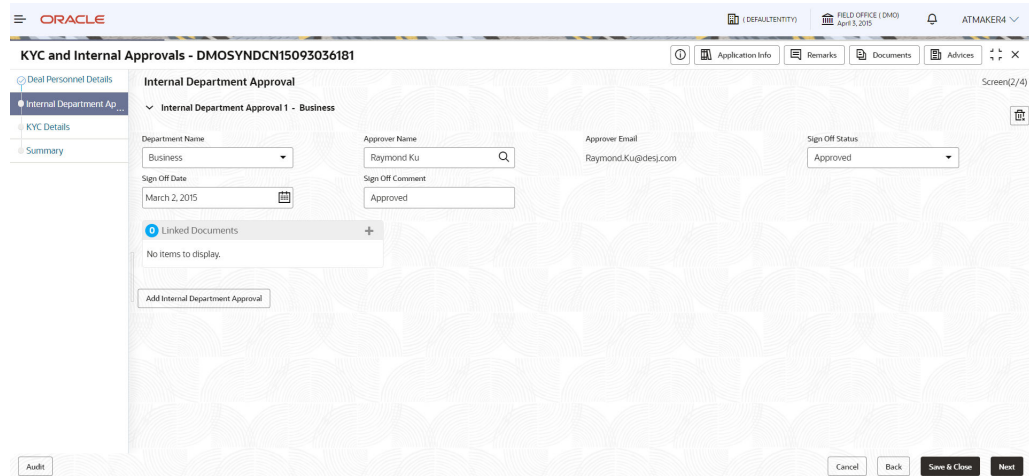 ORACLE
( DEFAULTENTITY)
FIELD OFFICE ( DMO)
April 3, 2015
ATMAKER4
KYC and Internal Approvals - DMOSYNDCN15093036181
Application Info
Remarks
Documents
Advices
Deal Personnel Details
Internal Department Ap...
KYC Details
Summary
Internal Department Approval
Screen(2/4)
Internal Department Approval 1 - Business
Department Name
Approver Name
Approver Email
Sign Off Status
Business
Raymond Ku
Raymond.Ku@desj.com
Approved
Sign Off Date
Sign Off Comment
March 2, 2015
Approved
0 Linked Documents
No items to display.
Add Internal Department Approval
Audit
Cancel
Back
Save & Close
Next